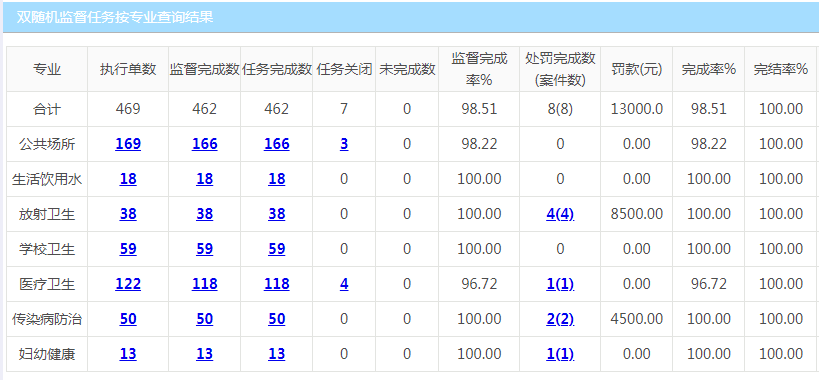 双随机监督任务按专业查询结果
专业 执行单数 监督完成数 任务完成数 任务关闭 未完成数 监督完成率% 处罚完成数(案件数) 罚款(元) 完成率% 完结率%
合计 469 462 462 7 0 98.51 8(8) 13000.0 98.51 100.00
公共场所 169 166 166 3 0 98.22 0 0.00 98.22 100.00
生活饮用水 18 18 18 0 0 100.00 0 0.00 100.00 100.00
放射卫生 38 38 38 0 0 100.00 4(4) 8500.00 100.00 100.00
学校卫生 59 59 59 0 0 100.00 0 0.00 100.00 100.00
医疗卫生 122 118 118 4 0 96.72 1(1) 0.00 96.72 100.00
传染病防治 50 50 50 0 0 100.00 2(2) 4500.00 100.00 100.00
妇幼健康 13 13 13 0 0 100.00 1(1) 0.00 100.00 100.00